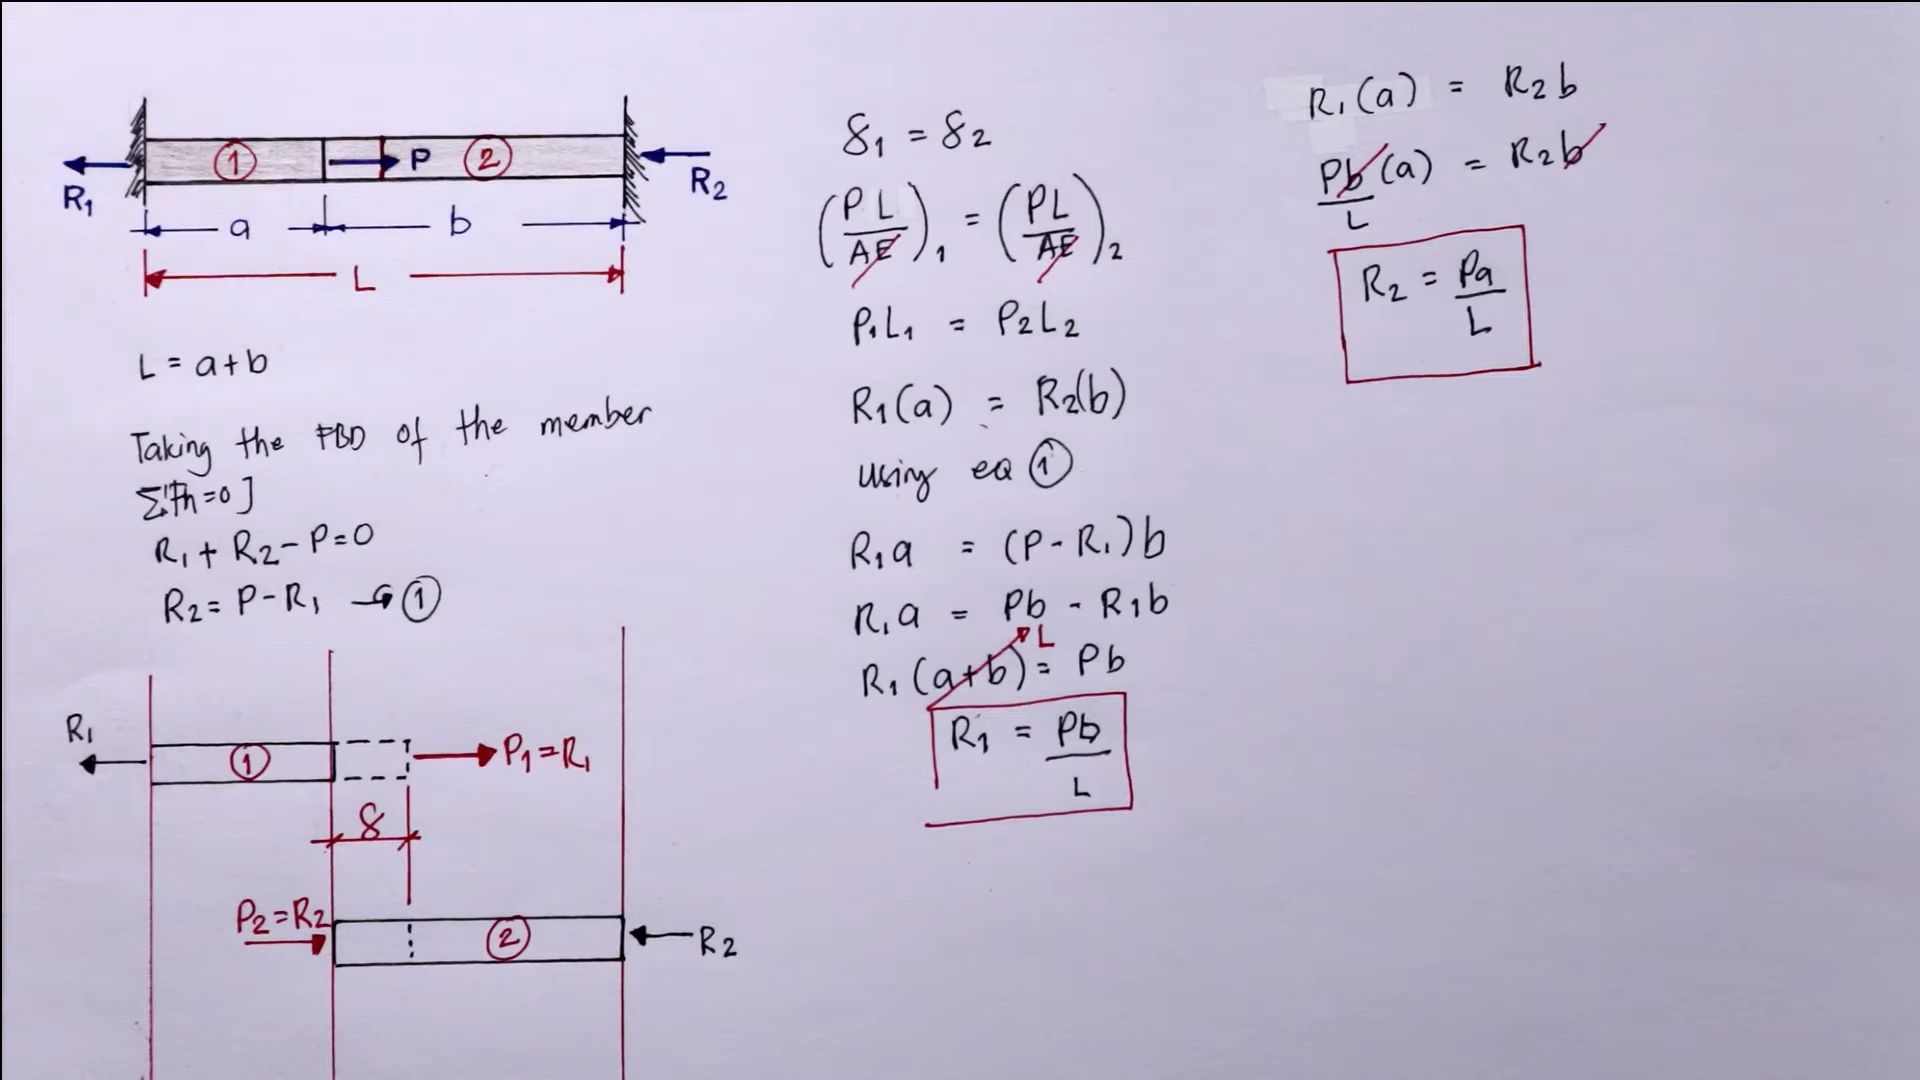 ① P ②
R₁ R₂
a b
L
L = a+b
Taking the FBD of the member
ΣFh=0]
R₁ + R₂ - P = 0
R₂ = P - R₁ → ①
R₁ ① P₁ = R₁
δ
P₂ = R₂ ② R₂
δ₁ = δ₂
(PL/AE)₁ = (PL/AE)₂
P₁L₁ = P₂L₂
R₁(a) = R₂(b)
using eq ①
R₁a = (P - R₁)b
R₁a = Pb - R₁b
L
R₁(a+b) = Pb
R₁ = Pb/L
R₁(a) = R₂b
Pb/L (a) = R₂b
R₂ = Pa/L